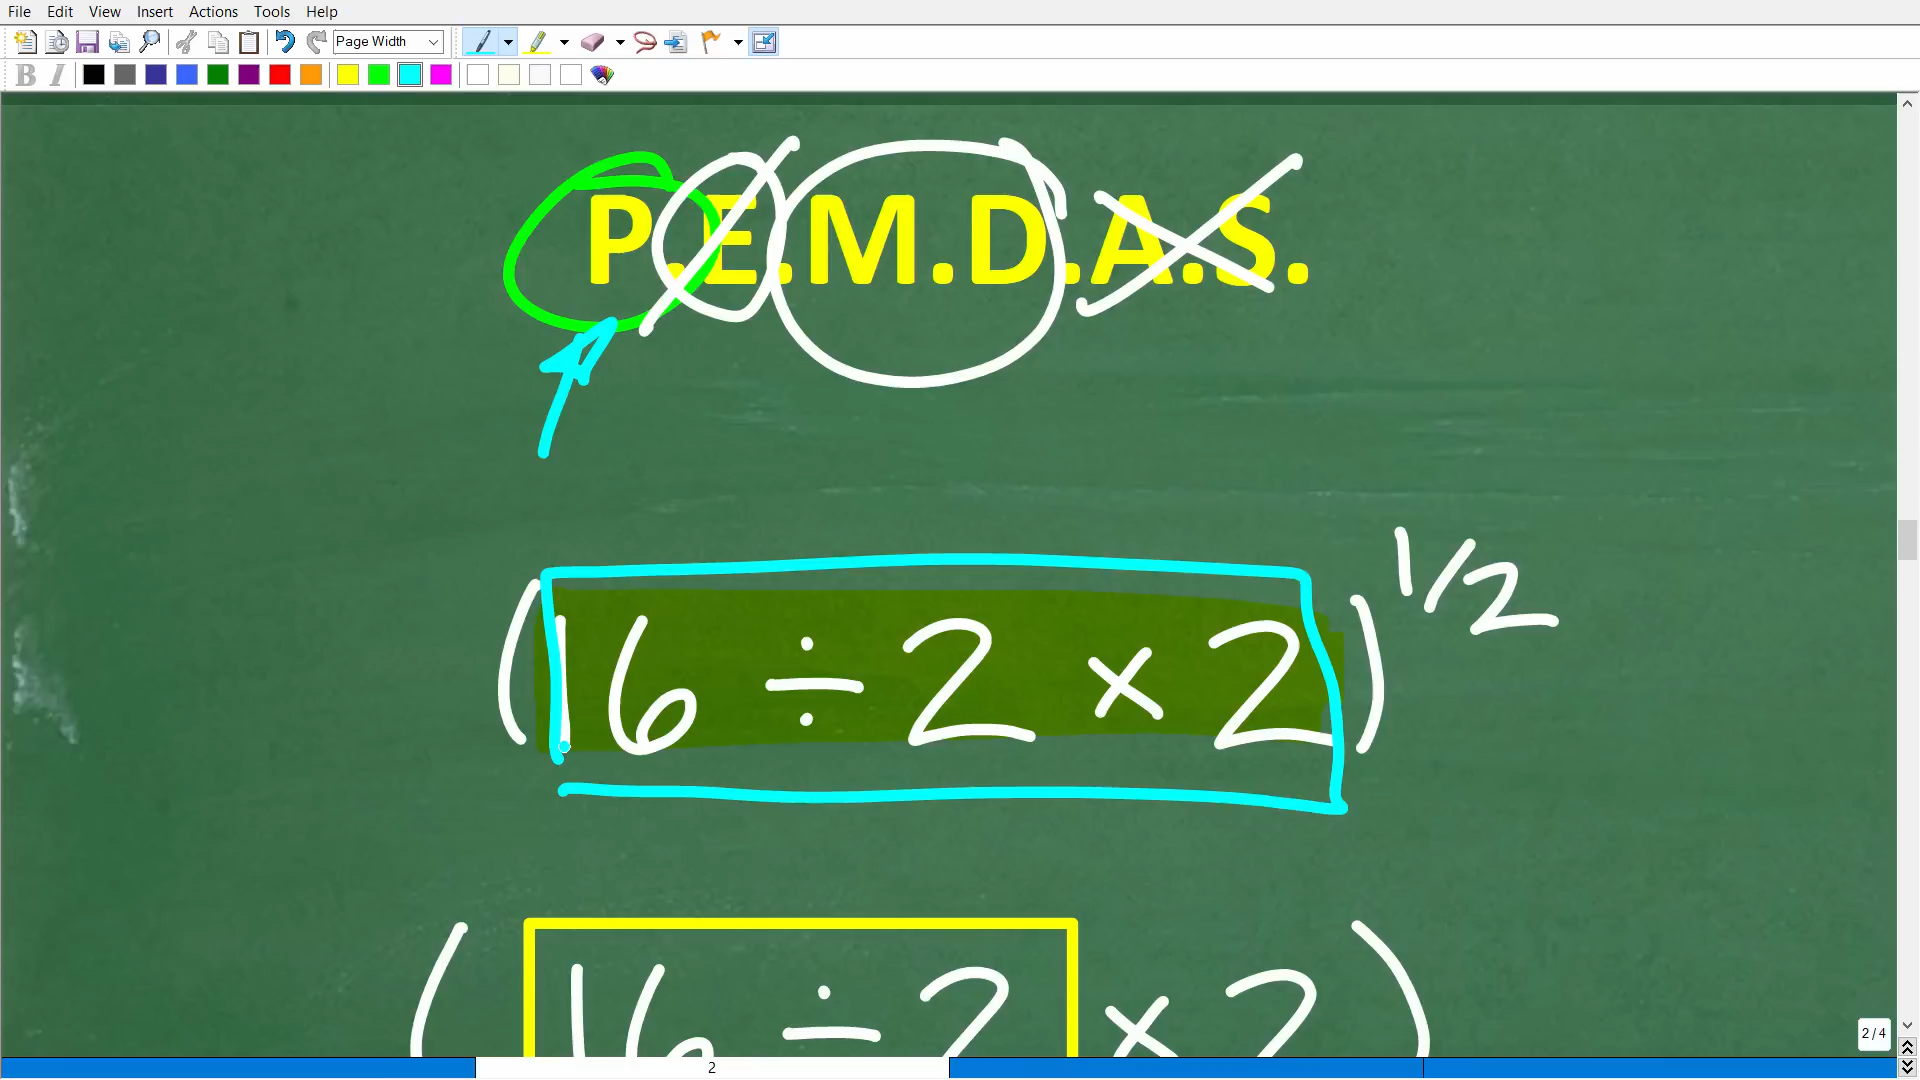 File Edit View Insert Actions Tools Help
Page Width
B I
P.E.M.D.A.S.
(16 ÷ 2 × 2)^1/2
(16 ÷ 2 × 2)
2/4
2